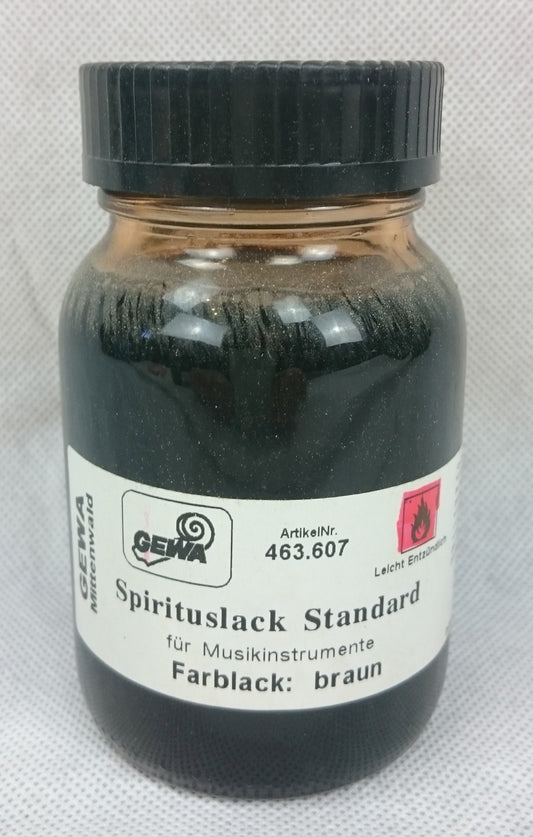 GEWA
Mittenwald
GEWA
ArtikelNr.
463.607
Leicht Entzündlich
Spirituslack Standard
für Musikinstrumente
Farblack: braun